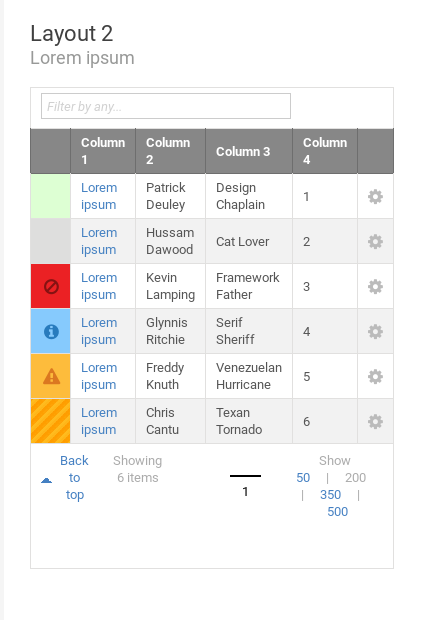 Layout 2
Lorem ipsum
Filter by any...
Column 1 Column 2 Column 3 Column 4
Lorem ipsum Patrick Deuley Design Chaplain 1
Lorem ipsum Hussam Dawood Cat Lover 2
Lorem ipsum Kevin Lamping Framework Father 3
Lorem ipsum Glynnis Ritchie Serif Sheriff 4
Lorem ipsum Freddy Knuth Venezuelan Hurricane 5
Lorem ipsum Chris Cantu Texan Tornado 6
Back to top
Showing 6 items
1
Show
50 | 200
| 350 |
500